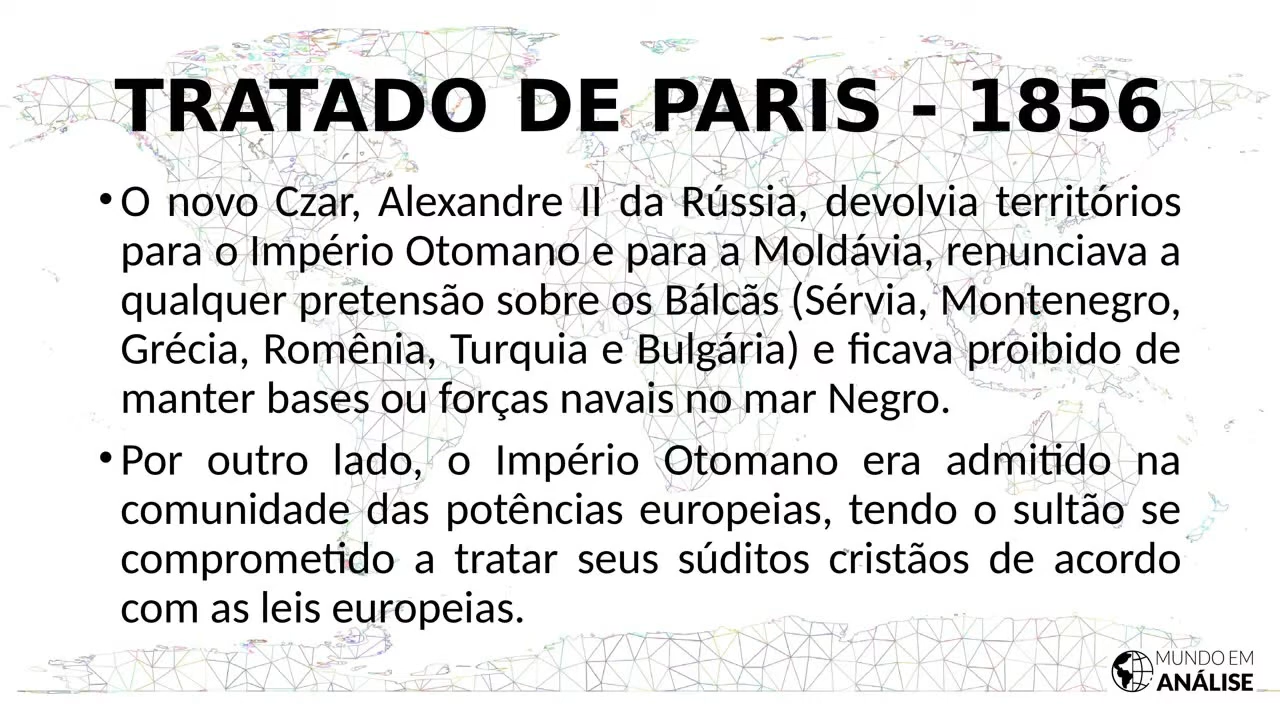 TRATADO DE PARIS - 1856
• O novo Czar, Alexandre II da Rússia, devolvia territórios
para o Império Otomano e para a Moldávia, renunciava a
qualquer pretensão sobre os Bálcãs (Sérvia, Montenegro,
Grécia, Romênia, Turquia e Bulgária) e ficava proibido de
manter bases ou forças navais no mar Negro.
• Por outro lado, o Império Otomano era admitido na
comunidade das potências europeias, tendo o sultão se
comprometido a tratar seus súditos cristãos de acordo
com as leis europeias.
MUNDO EM
ANÁLISE